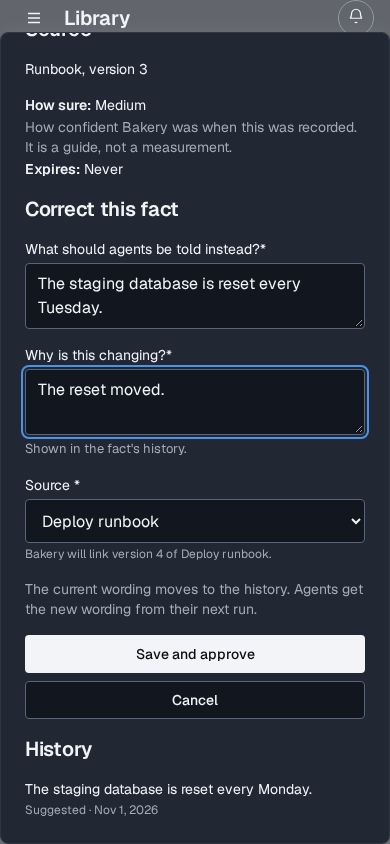 Library
Source
Runbook, version 3
How sure: Medium
How confident Bakery was when this was recorded.
It is a guide, not a measurement.
Expires: Never
Correct this fact
What should agents be told instead?*
The staging database is reset every
Tuesday.
Why is this changing?*
The reset moved.
Shown in the fact's history.
Source *
Deploy runbook
Bakery will link version 4 of Deploy runbook.
The current wording moves to the history. Agents get
the new wording from their next run.
Save and approve
Cancel
History
The staging database is reset every Monday.
Suggested · Nov 1, 2026